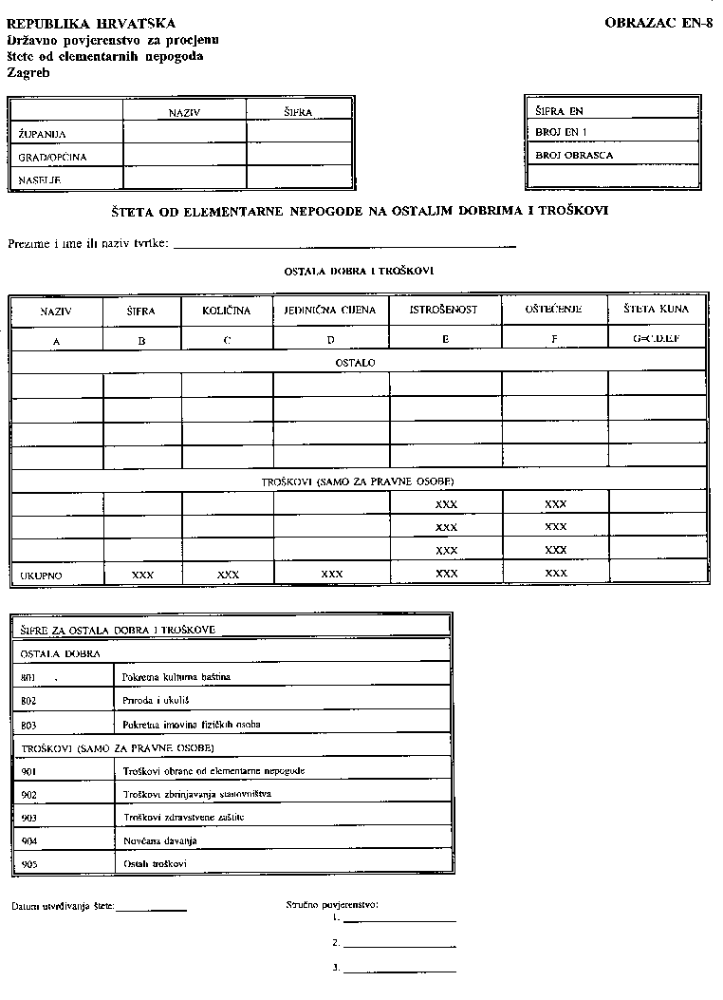 REPUBLIKA HRVATSKA
OBRAZAC EN-8
Državno povjerenstvo za procjenu
štete od elementarnih nepogoda
Zagreb
NAZIV ŠIFRA
ŽUPANIJA
GRAD/OPĆINA
NASELJE
ŠIFRA EN
BROJ EN 1
BROJ OBRASCA
ŠTETA OD ELEMENTARNE NEPOGODE NA OSTALIM DOBRIMA I TROŠKOVI
Prezime i ime ili naziv tvrtke:
OSTALA DOBRA I TROŠKOVI
NAZIV ŠIFRA KOLIČINA JEDINIČNA CIJENA ISTROŠENOST OŠTEĆENJE ŠTETA KUNA
A B C D E F G=C.D.E.F
OSTALO
TROŠKOVI (SAMO ZA PRAVNE OSOBE)
XXX XXX
XXX XXX
XXX XXX
UKUPNO XXX XXX XXX XXX XXX
ŠIFRE ZA OSTALA DOBRA I TROŠKOVE
OSTALA DOBRA
801 Pokretna kulturna baština
802 Priroda i okoliš
803 Pokretna imovina fizičkih osoba
TROŠKOVI (SAMO ZA PRAVNE OSOBE)
901 Troškovi obrane od elementarne nepogode
902 Troškovi zbrinjavanja stanovništva
903 Troškovi zdravstvene zaštite
904 Novčana davanja
905 Ostali troškovi
Datum utvrđivanja štete:
Stručno povjerenstvo:
1.
2.
3.